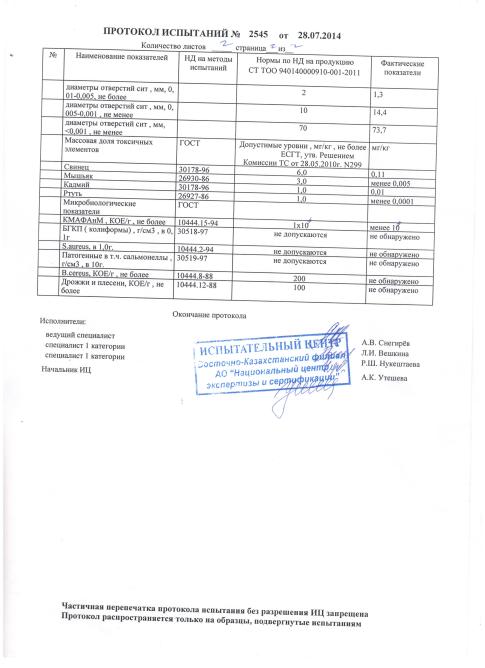 ПРОТОКОЛ ИСПЫТАНИЙ № 2545 от 28.07.2014
Количество листов 2 страница 2 из 2
№ Наименование показателей НД на методы испытаний Нормы по НД на продукцию СТ ТОО 940140000910-001-2011 Фактические показатели
диаметры отверстий сит , мм, 0, 01-0,005, не более 2 1,3
диаметры отверстий сит , мм, 0, 005-0,001 , не менее 10 14,4
диаметры отверстий сит , мм, <0,001 , не менее 70 73,7
Массовая доля токсичных элементов ГОСТ Допустимые уровни , мг/кг , не более ЕСГТ, утв. Решением Комиссии ТС от 28.05.2010г. N299 мг/кг
Свинец 30178-96 6,0 0,11
Мышьяк 26930-86 3,0 менее 0,005
Кадмий 30178-96 1,0 0,01
Ртуть 26927-86 1,0 менее 0,0001
Микробиологические показатели ГОСТ
КМАФАнМ , КОЕ/г , не более 10444.15-94 1х10 менее 10
БГКП ( колиформы) , г/см3 , в 0, 1г 30518-97 не допускаются не обнаружено
S.aureus, в 1,0г. 10444.2-94 не допускаются не обнаружено
Патогенные в т.ч. сальмонеллы , г/см3 , в 10г. 30519-97 не допускаются не обнаружено
B.cereus, КОЕ/г , не более 10444.8-88 200 не обнаружено
Дрожжи и плесени, КОЕ/г , не более 10444.12-88 100 не обнаружено
Окончание протокола
Исполнители:
ведущий специалист А.В. Снегирёв
специалист 1 категории Л.И. Вешкина
специалист 1 категории Р.Ш. Нукештаева
Начальник ИЦ А.К. Утешева
ИСПЫТАТЕЛЬНЫЙ ЦЕНТР
Восточно-Казахстанский филиал
АО "Национальный центр
экспертизы и сертификации"
Частичная перепечатка протокола испытания без разрешения ИЦ запрещена
Протокол распространяется только на образцы, подвергнутые испытаниям